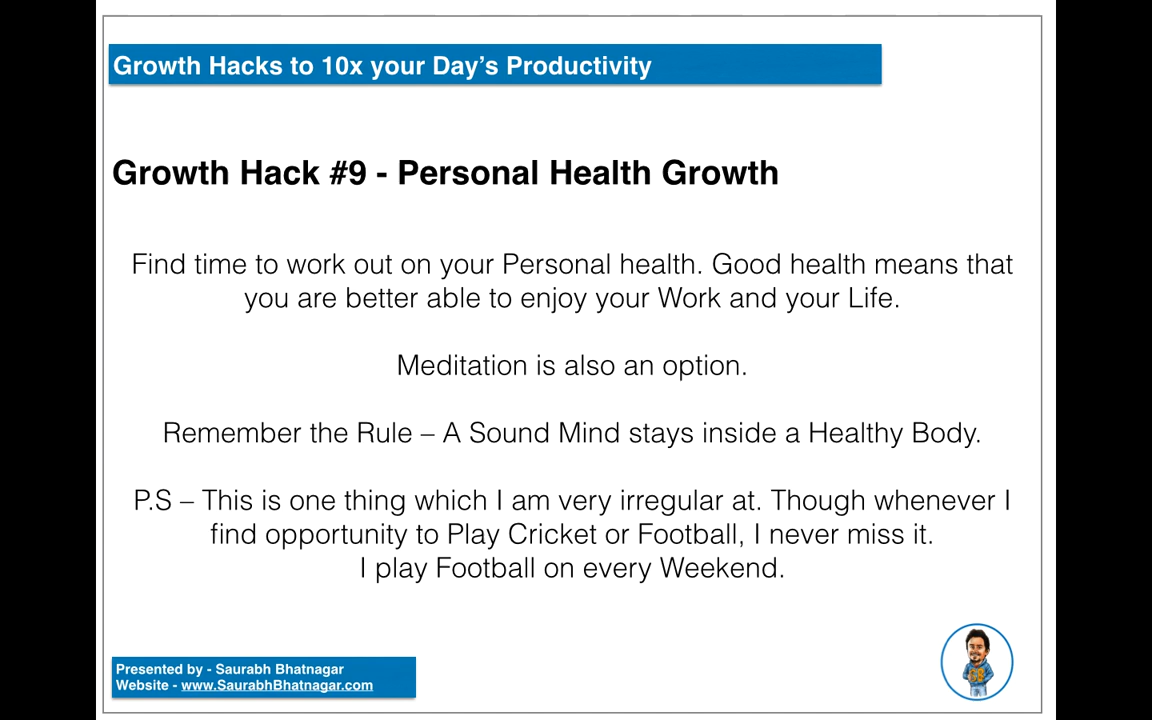 Growth Hacks to 10x your Day’s Productivity
Growth Hack #9 - Personal Health Growth
Find time to work out on your Personal health. Good health means that
you are better able to enjoy your Work and your Life.
Meditation is also an option.
Remember the Rule – A Sound Mind stays inside a Healthy Body.
P.S – This is one thing which I am very irregular at. Though whenever I
find opportunity to Play Cricket or Football, I never miss it.
I play Football on every Weekend.
Presented by - Saurabh Bhatnagar
Website - www.SaurabhBhatnagar.com